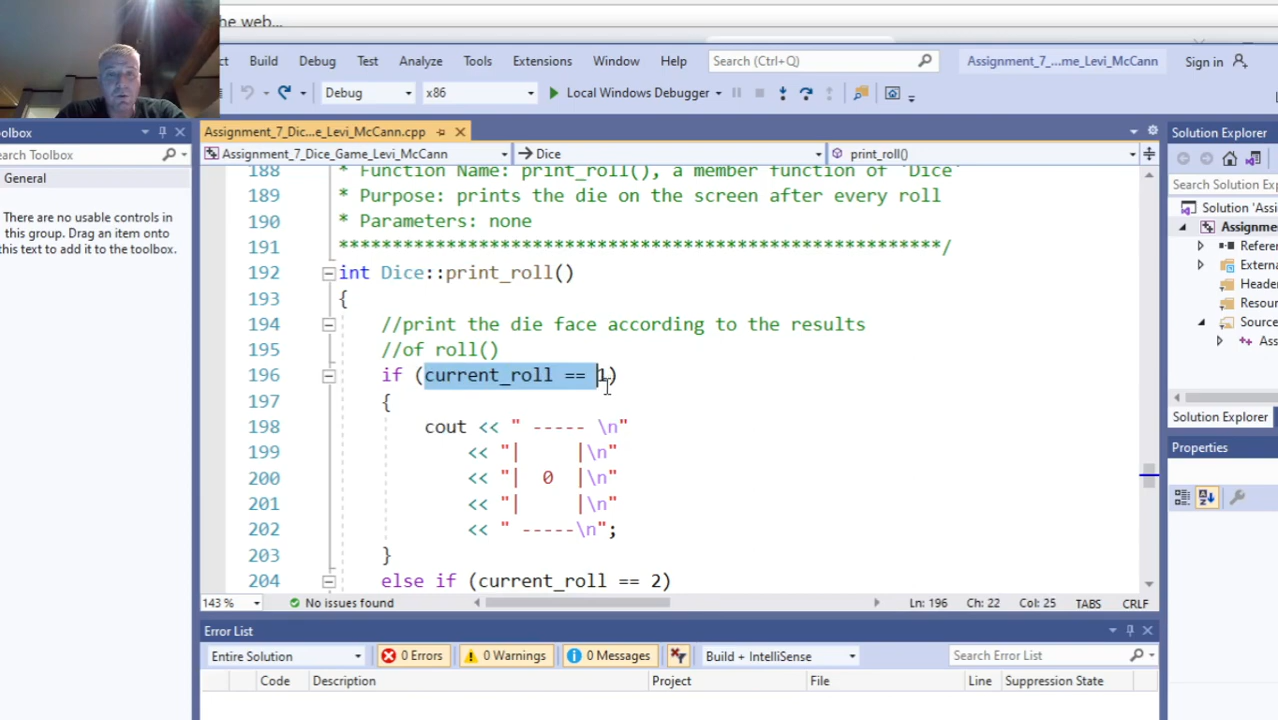 he web...
ct Build Debug Test Analyze Tools Extensions Window Help Search (Ctrl+Q) Assignment_7_...me_Levi_McCann Sign in
Debug x86 Local Windows Debugger
oolbox
earch Toolbox
General
There are no usable controls in
this group. Drag an item onto
this text to add it to the toolbox.
Assignment_7_Dic...e_Levi_McCann.cpp
Assignment_7_Dice_Game_Levi_McCann Dice print_roll()
188 * Function Name: print_roll(), a member function of 'Dice'
189 * Purpose: prints the die on the screen after every roll
190 * Parameters: none
191 ******************************************************/
192 int Dice::print_roll()
193 {
194 //print the die face according to the results
195 //of roll()
196 if (current_roll == 1)
197 {
198 cout << " ----- \n"
199 << "|     |\n"
200 << "|  0  |\n"
201 << "|     |\n"
202 << " -----\n";
203 }
204 else if (current_roll == 2)
143 % No issues found Ln: 196 Ch: 22 Col: 25 TABS CRLF
Error List
Entire Solution 0 Errors 0 Warnings 0 Messages Build + IntelliSense Search Error List
Code Description Project File Line Suppression State
Solution Explorer
Search Solution Exp
Solution 'Assi
Assignme
Refere
Extern
Header
Resou
Source
Ass
Solution Explorer
Properties